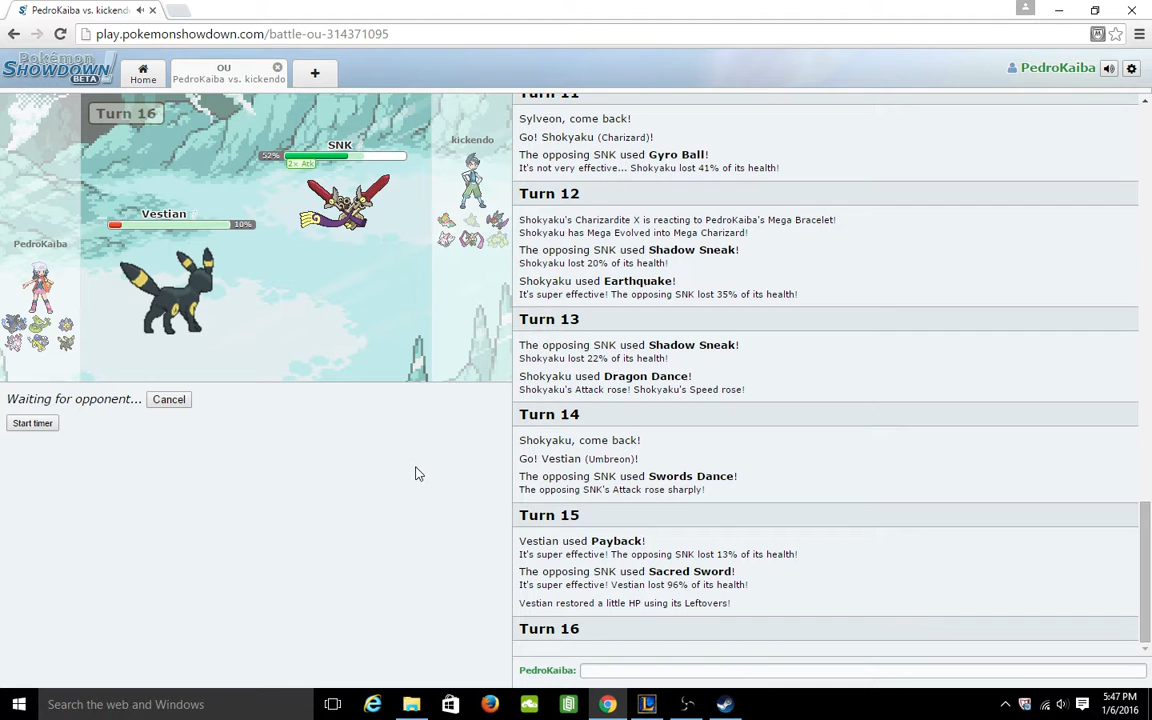 PedroKaiba vs. kickend
play.pokemonshowdown.com/battle-ou-314371095
Pokémon
SHOWDOWN
BETA
Home
OU
PedroKaiba vs. kickendo
PedroKaiba
Turn 16
SNK
52%
2x Atk
kickendo
Vestian
10%
PedroKaiba
Waiting for opponent... Cancel
Start timer
Turn 11
Sylveon, come back!
Go! Shokyaku (Charizard)!
The opposing SNK used Gyro Ball!
It's not very effective... Shokyaku lost 41% of its health!
Turn 12
Shokyaku's Charizardite X is reacting to PedroKaiba's Mega Bracelet!
Shokyaku has Mega Evolved into Mega Charizard!
The opposing SNK used Shadow Sneak!
Shokyaku lost 20% of its health!
Shokyaku used Earthquake!
It's super effective! The opposing SNK lost 35% of its health!
Turn 13
The opposing SNK used Shadow Sneak!
Shokyaku lost 22% of its health!
Shokyaku used Dragon Dance!
Shokyaku's Attack rose! Shokyaku's Speed rose!
Turn 14
Shokyaku, come back!
Go! Vestian (Umbreon)!
The opposing SNK used Swords Dance!
The opposing SNK's Attack rose sharply!
Turn 15
Vestian used Payback!
It's super effective! The opposing SNK lost 13% of its health!
The opposing SNK used Sacred Sword!
It's super effective! Vestian lost 96% of its health!
Vestian restored a little HP using its Leftovers!
Turn 16
PedroKaiba:
Search the web and Windows
5:47 PM
1/6/2016